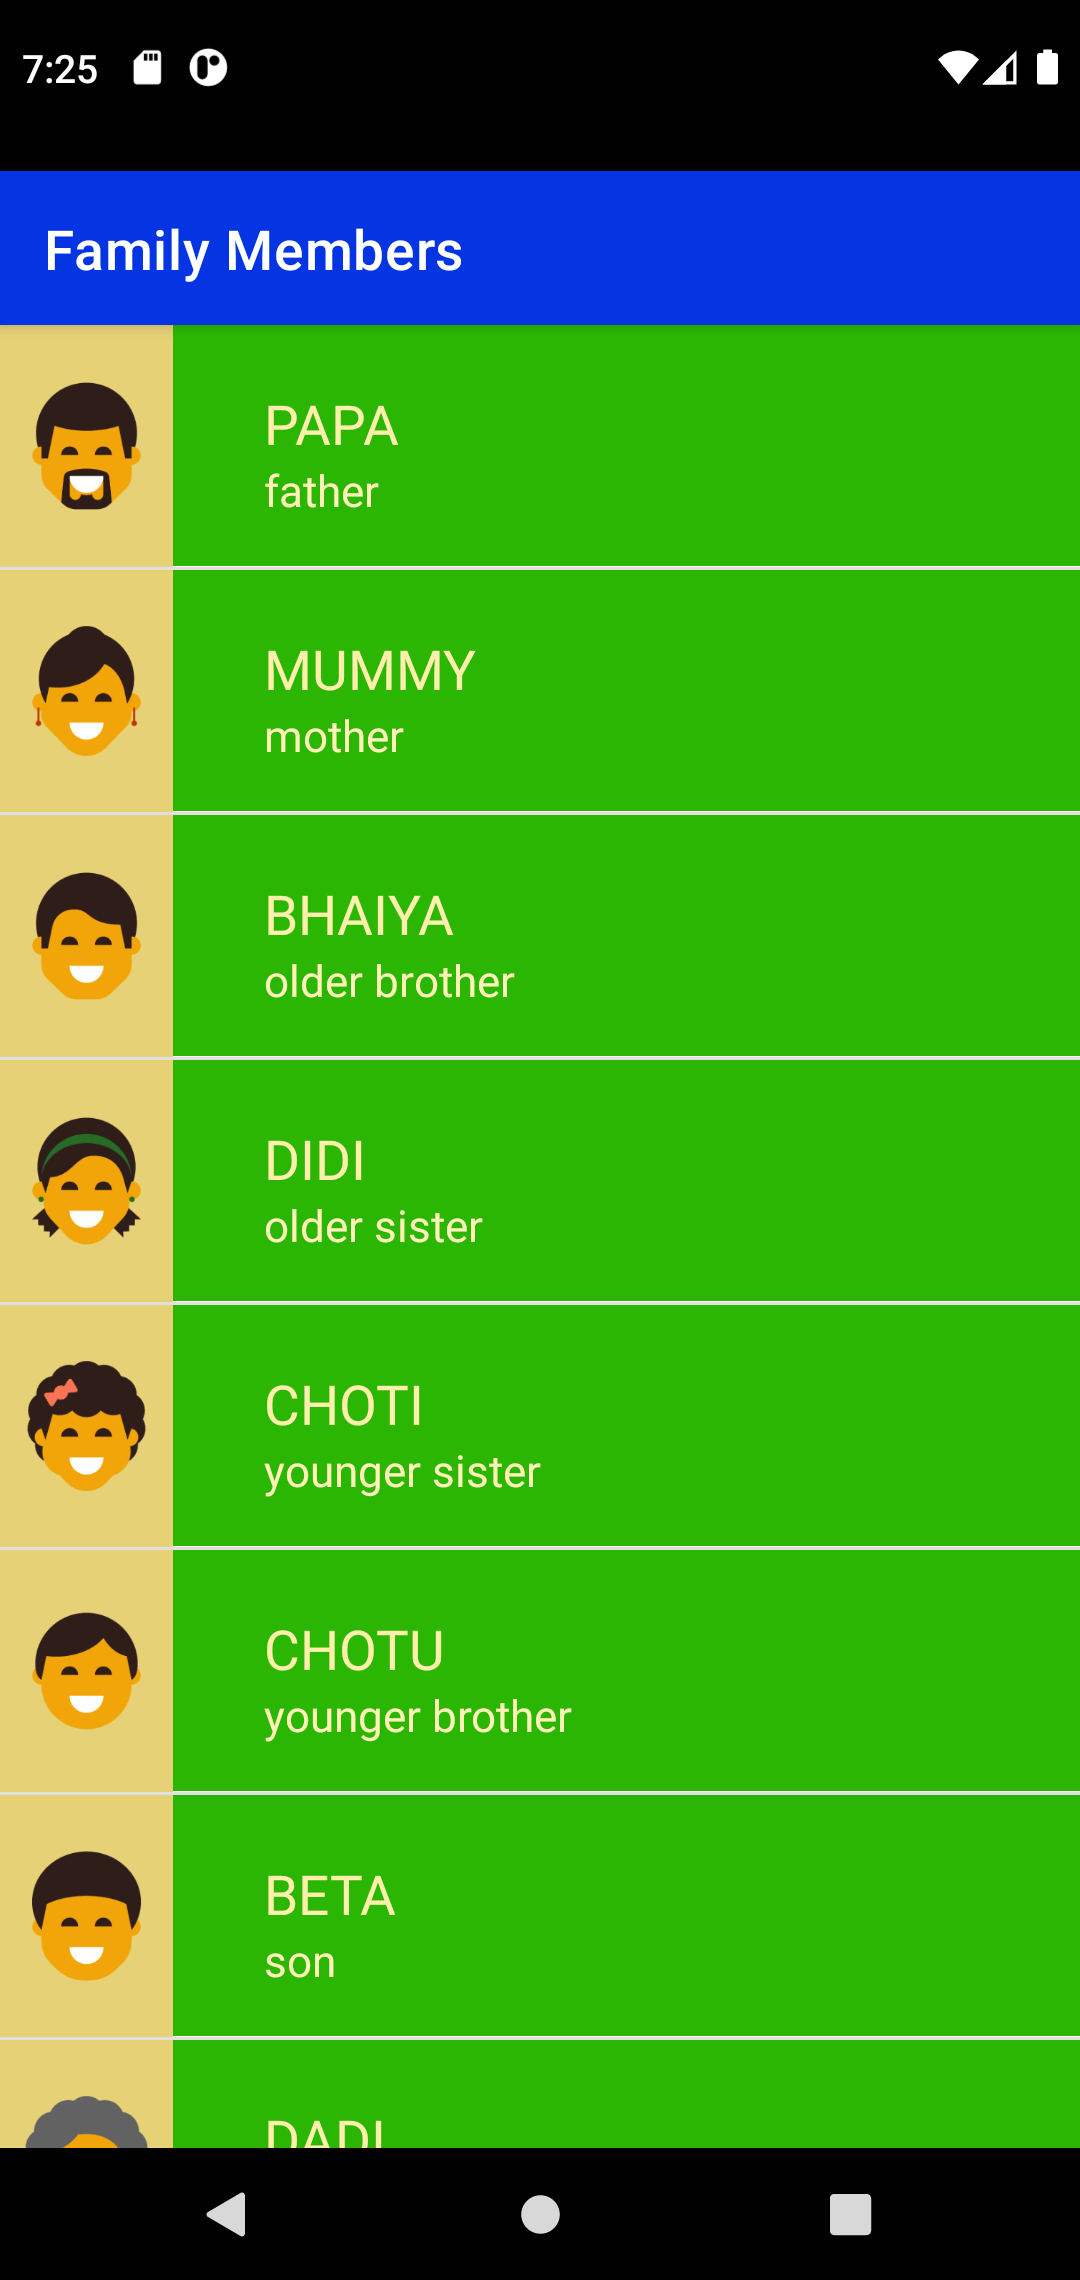 7:25
Family Members
PAPA
father
MUMMY
mother
BHAIYA
older brother
DIDI
older sister
CHOTI
younger sister
CHOTU
younger brother
BETA
son
DADI